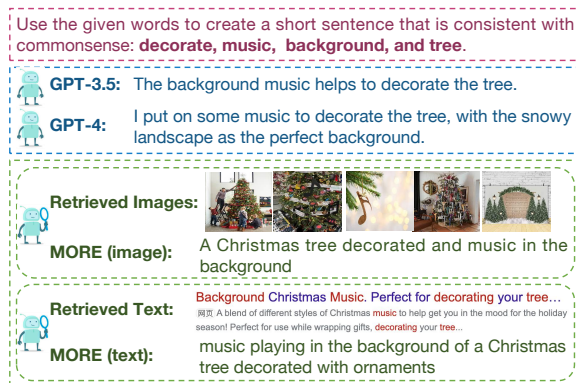 Use the given words to create a short sentence that is consistent with
commonsense: decorate, music, background, and tree.
GPT-3.5: The background music helps to decorate the tree.
GPT-4: I put on some music to decorate the tree, with the snowy
landscape as the perfect background.
Retrieved Images:
MORE (image): A Christmas tree decorated and music in the
background
Retrieved Text: Background Christmas Music. Perfect for decorating your tree…
网页 A blend of different styles of Christmas music to help get you in the mood for the holiday
season! Perfect for use while wrapping gifts, decorating your tree...
MORE (text): music playing in the background of a Christmas
tree decorated with ornaments